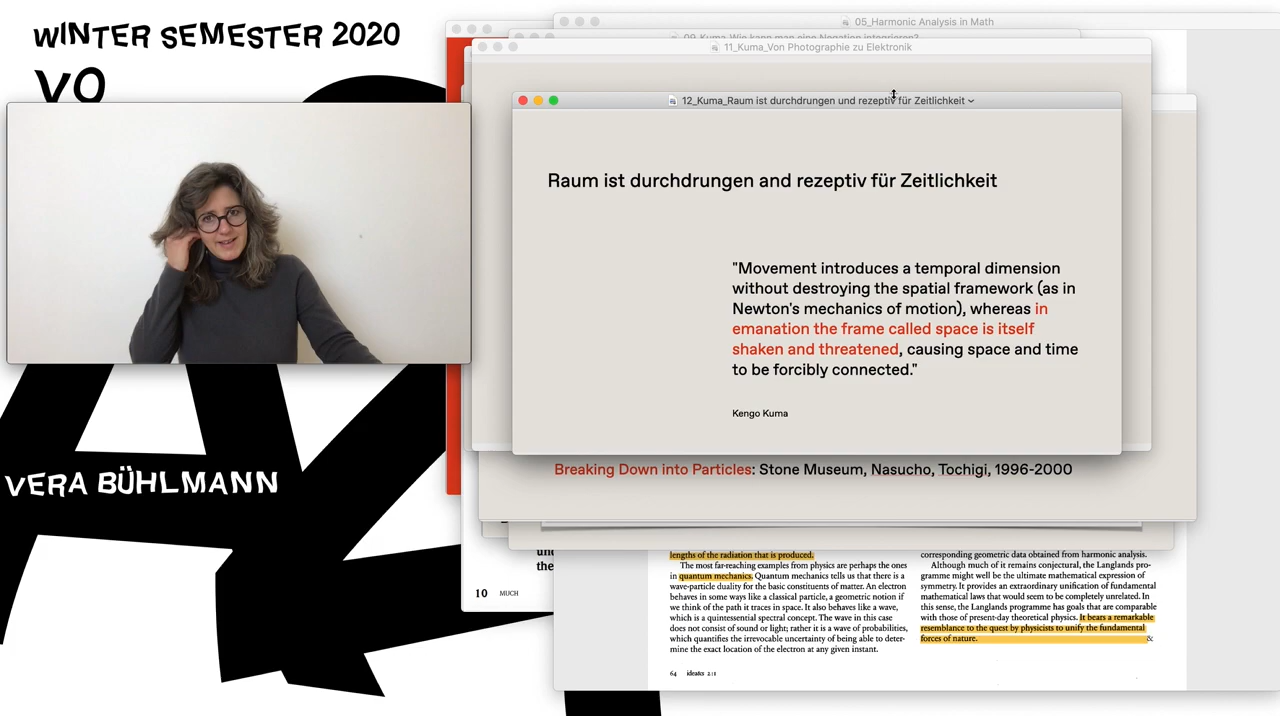 WINTER SEMESTER 2020
VO
VERA BÜHLMANN
05_Harmonic Analysis in Math
09_Kuma_Wie kann man eine Negation integrieren?
11_Kuma_Von Photographie zu Elektronik
12_Kuma_Raum ist durchdrungen und rezeptiv für Zeitlichkeit
Raum ist durchdrungen and rezeptiv für Zeitlichkeit
"Movement introduces a temporal dimension
without destroying the spatial framework (as in
Newton's mechanics of motion), whereas in
emanation the frame called space is itself
shaken and threatened, causing space and time
to be forcibly connected."
Kengo Kuma
Breaking Down into Particles: Stone Museum, Nasucho, Tochigi, 1996-2000
the
10 MUCH
lengths of the radiation that is produced.
The most far-reaching examples from physics are perhaps the ones
in quantum mechanics. Quantum mechanics tells us that there is a
wave-particle duality for the basic constituents of matter. An electron
behaves in some ways like a classical particle, a geometric notion if
we think of the path it traces in space. It also behaves like a wave,
which is a quintessential spectral concept. The wave in this case
does not consist of sound or light; rather it is a wave of probabilities,
which quantifies the irrevocable uncertainty of being able to deter-
mine the exact location of the electron at any given instant.
64 ideas 2:1
corresponding geometric data obtained from harmonic analysis.
Although much of it remains conjectural, the Langlands pro-
gramme might well be the ultimate mathematical expression of
symmetry. It provides an extraordinary unification of fundamental
mathematical laws that would seem to be completely unrelated. In
this sense, the Langlands programme has goals that are comparable
with those of present-day theoretical physics. It bears a remarkable
resemblance to the quest by physicists to unify the fundamental
forces of nature. &